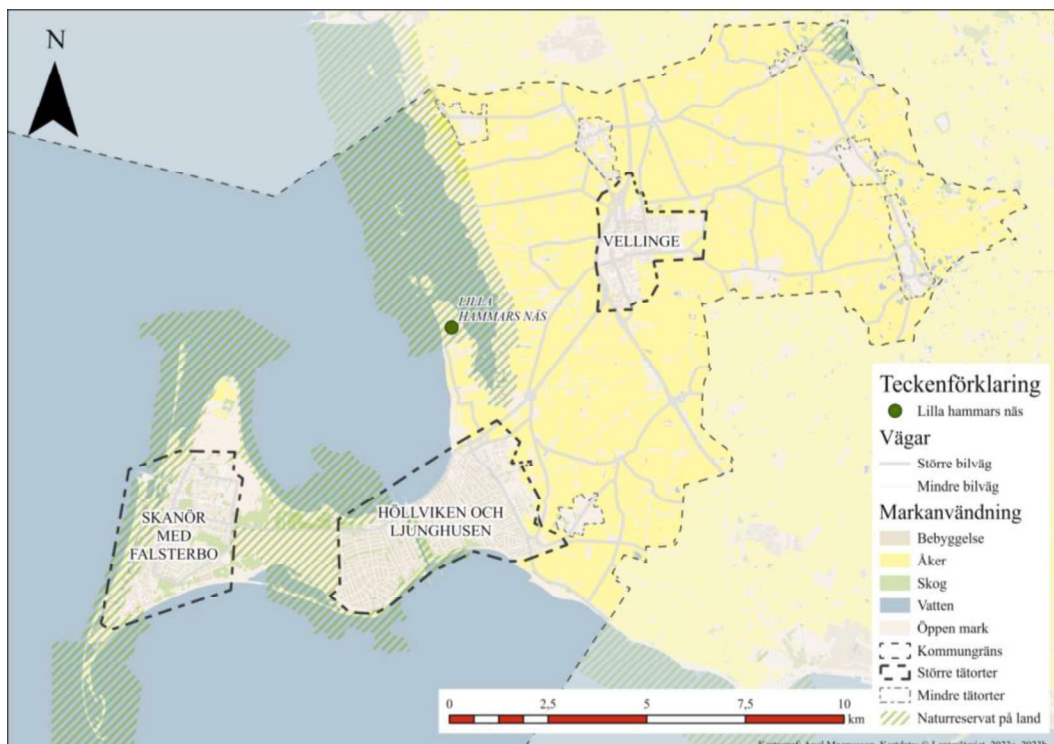 N
VELLINGE
LILLA
HAMMARS NÄS
SKANÖR
MED
FALSTERBO
HÖLLVIKEN OCH
LJUNGHUSEN
Teckenförklaring
Lilla hammars näs
Vägar
Större bilväg
Mindre bilväg
Markanvändning
Bebyggelse
Åker
Skog
Vatten
Öppen mark
Kommungräns
Större tätorter
Mindre tätorter
Naturreservat på land
0 2,5 5 7,5 10
km